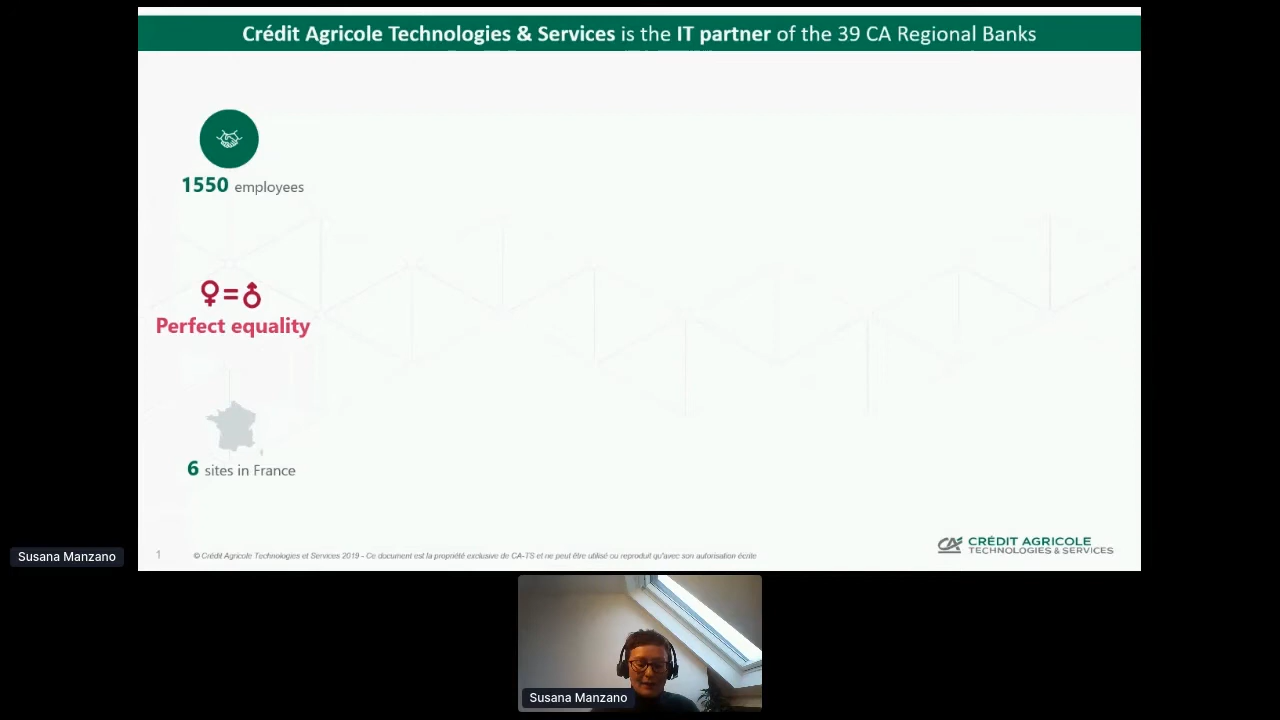 Crédit Agricole Technologies & Services is the IT partner of the 39 CA Regional Banks
1550 employees
♀=♂
Perfect equality
6 sites in France
1
© Crédit Agricole Technologies et Services 2019 - Ce document est la propriété exclusive de CA-TS et ne peut être utilisé ou reproduit qu'avec son autorisation écrite
CRÉDIT AGRICOLE
TECHNOLOGIES & SERVICES
Susana Manzano
Susana Manzano